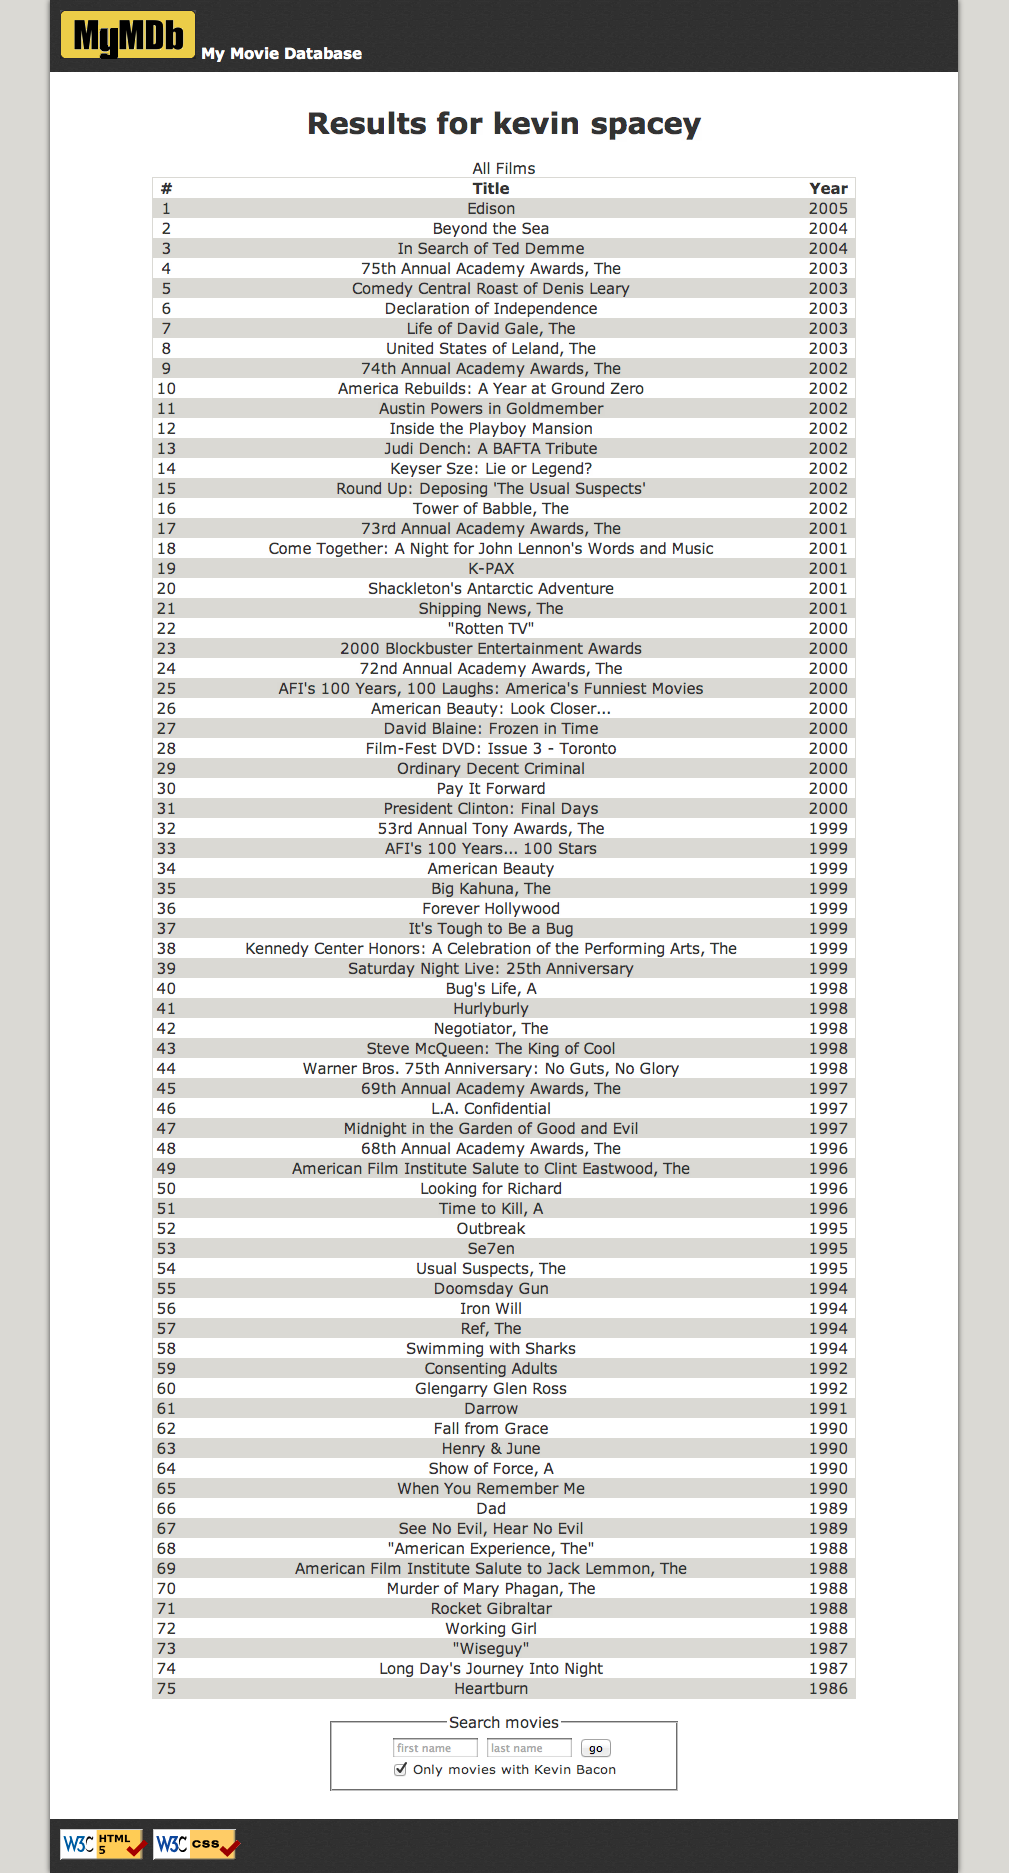 MyMDb My Movie Database
Results for kevin spacey
All Films
# Title Year
1 Edison 2005
2 Beyond the Sea 2004
3 In Search of Ted Demme 2004
4 75th Annual Academy Awards, The 2003
5 Comedy Central Roast of Denis Leary 2003
6 Declaration of Independence 2003
7 Life of David Gale, The 2003
8 United States of Leland, The 2003
9 74th Annual Academy Awards, The 2002
10 America Rebuilds: A Year at Ground Zero 2002
11 Austin Powers in Goldmember 2002
12 Inside the Playboy Mansion 2002
13 Judi Dench: A BAFTA Tribute 2002
14 Keyser Sze: Lie or Legend? 2002
15 Round Up: Deposing 'The Usual Suspects' 2002
16 Tower of Babble, The 2002
17 73rd Annual Academy Awards, The 2001
18 Come Together: A Night for John Lennon's Words and Music 2001
19 K-PAX 2001
20 Shackleton's Antarctic Adventure 2001
21 Shipping News, The 2001
22 "Rotten TV" 2000
23 2000 Blockbuster Entertainment Awards 2000
24 72nd Annual Academy Awards, The 2000
25 AFI's 100 Years, 100 Laughs: America's Funniest Movies 2000
26 American Beauty: Look Closer... 2000
27 David Blaine: Frozen in Time 2000
28 Film-Fest DVD: Issue 3 - Toronto 2000
29 Ordinary Decent Criminal 2000
30 Pay It Forward 2000
31 President Clinton: Final Days 2000
32 53rd Annual Tony Awards, The 1999
33 AFI's 100 Years... 100 Stars 1999
34 American Beauty 1999
35 Big Kahuna, The 1999
36 Forever Hollywood 1999
37 It's Tough to Be a Bug 1999
38 Kennedy Center Honors: A Celebration of the Performing Arts, The 1999
39 Saturday Night Live: 25th Anniversary 1999
40 Bug's Life, A 1998
41 Hurlyburly 1998
42 Negotiator, The 1998
43 Steve McQueen: The King of Cool 1998
44 Warner Bros. 75th Anniversary: No Guts, No Glory 1998
45 69th Annual Academy Awards, The 1997
46 L.A. Confidential 1997
47 Midnight in the Garden of Good and Evil 1997
48 68th Annual Academy Awards, The 1996
49 American Film Institute Salute to Clint Eastwood, The 1996
50 Looking for Richard 1996
51 Time to Kill, A 1996
52 Outbreak 1995
53 Se7en 1995
54 Usual Suspects, The 1995
55 Doomsday Gun 1994
56 Iron Will 1994
57 Ref, The 1994
58 Swimming with Sharks 1994
59 Consenting Adults 1992
60 Glengarry Glen Ross 1992
61 Darrow 1991
62 Fall from Grace 1990
63 Henry & June 1990
64 Show of Force, A 1990
65 When You Remember Me 1990
66 Dad 1989
67 See No Evil, Hear No Evil 1989
68 "American Experience, The" 1988
69 American Film Institute Salute to Jack Lemmon, The 1988
70 Murder of Mary Phagan, The 1988
71 Rocket Gibraltar 1988
72 Working Girl 1988
73 "Wiseguy" 1987
74 Long Day's Journey Into Night 1987
75 Heartburn 1986
Search movies
first name last name go
Only movies with Kevin Bacon
W3C HTML 5 W3C CSS